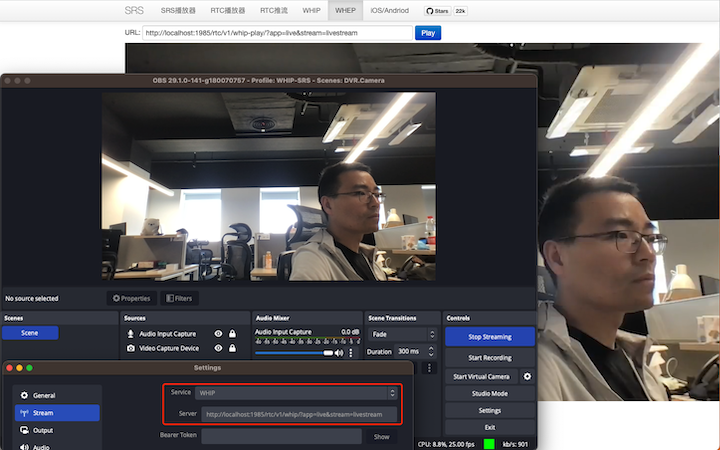 SRS SRS播放器 RTC播放器 RTC推流 WHIP WHEP iOS/Andriod Stars 22k
URL: http://localhost:1985/rtc/v1/whip-play/?app=live&stream=livestream Play
OBS 29.1.0-141-g180070757 - Profile: WHIP-SRS - Scenes: DVR.Camera
No source selected Properties Filters
Scenes Sources Audio Mixer Scene Transitions Controls
Scene
Audio Input Capture
Video Capture Device
Audio Input Capture 0.0 dB
Fade
Duration 300 ms
Stop Streaming
Start Recording
Start Virtual Camera
Studio Mode
Settings
Exit
Settings
General
Stream
Output
Audio
Service WHIP
Server http://localhost:1985/rtc/v1/whip/?app=live&stream=livestream
Bearer Token Show
CPU: 8.8%, 25.00 fps kb/s: 901